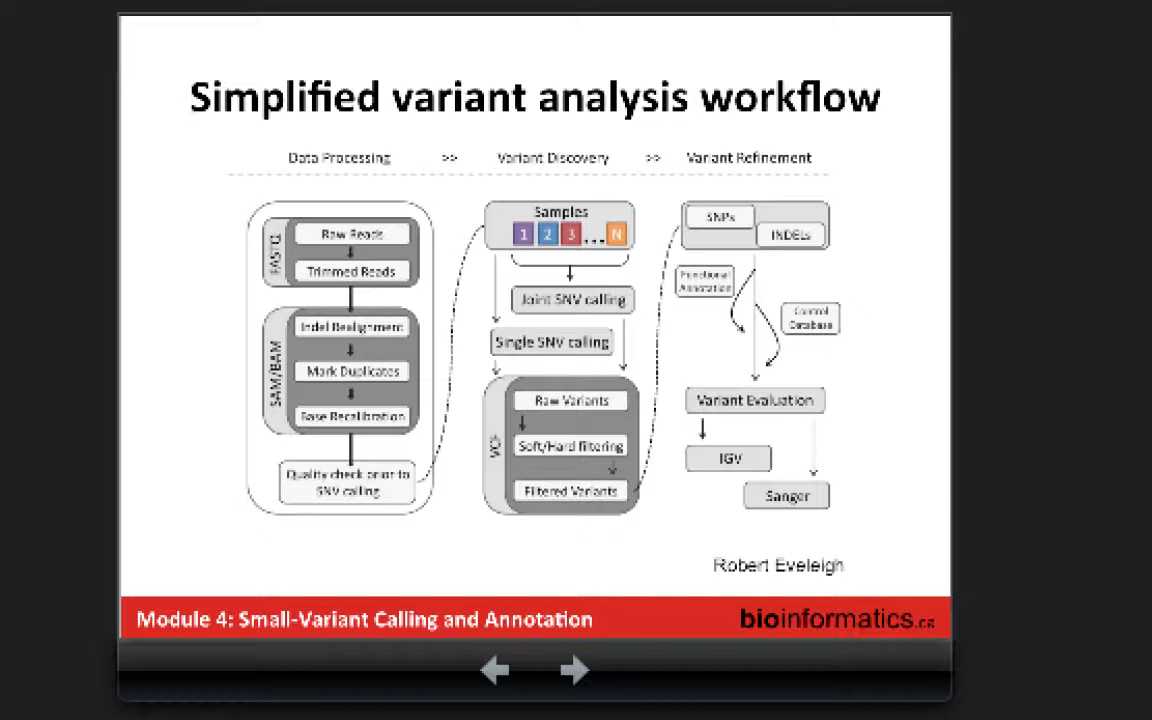 Simplified variant analysis workflow
Data Processing >> Variant Discovery >> Variant Refinement
FASTQ
Raw Reads
Trimmed Reads
SAM/BAM
Indel Realignment
Mark Duplicates
Base Recalibration
Quality check prior to
SNV calling
Samples
1 2 3 ... N
Joint SNV calling
Single SNV calling
VCF
Raw Variants
Soft/Hard filtering
Filtered Variants
SNPs
INDELs
Functional
Annotation
Control
Database
Variant Evaluation
IGV
Sanger
Robert Eveleigh
Module 4: Small-Variant Calling and Annotation
bioinformatics.ca